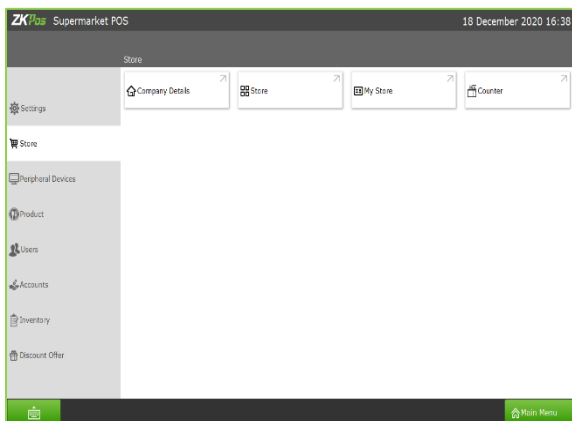 ZKPos Supermarket POS 18 December 2020 16:38
Store
Company Details Store My Store Counter
Settings
Store
Peripheral Devices
Product
Users
Accounts
Inventory
Discount Offer
Main Menu